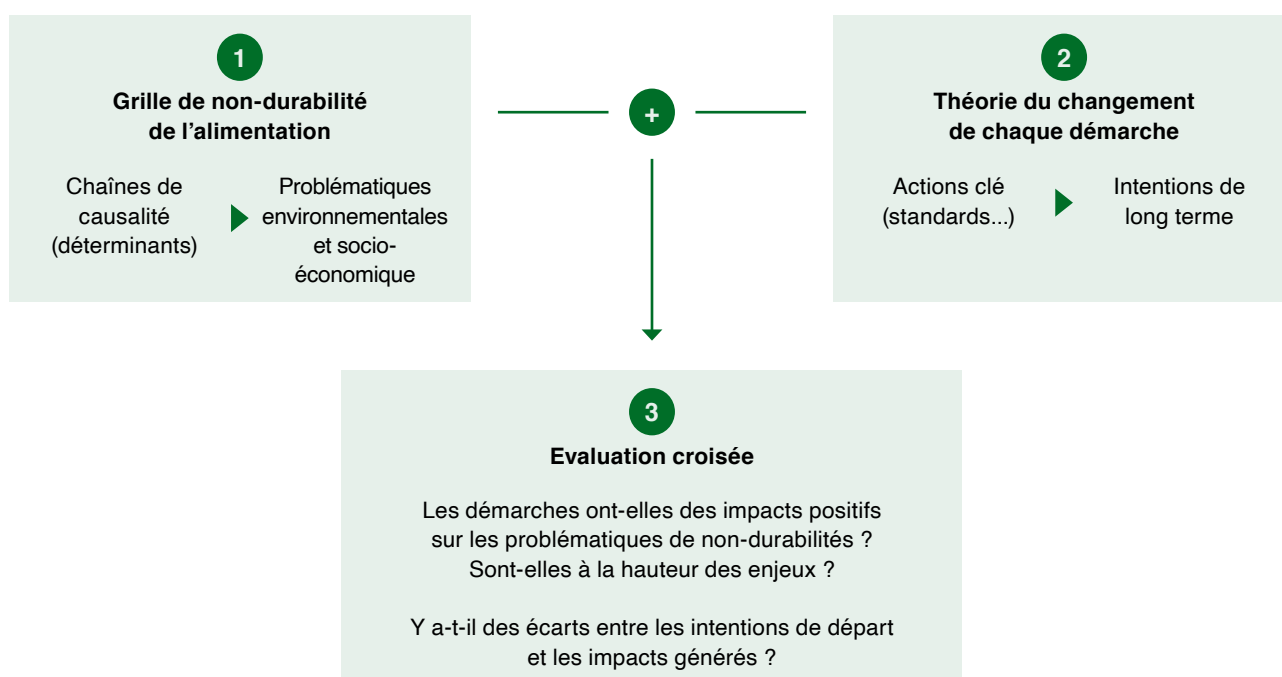 1
Grille de non-durabilité
de l’alimentation
Chaînes de
causalité
(déterminants)
Problématiques
environnementales
et socio-
économique
+
2
Théorie du changement
de chaque démarche
Actions clé
(standards...)
Intentions de
long terme
3
Evaluation croisée
Les démarches ont-elles des impacts positifs
sur les problématiques de non-durabilités ?
Sont-elles à la hauteur des enjeux ?
Y a-t-il des écarts entre les intentions de départ
et les impacts générés ?